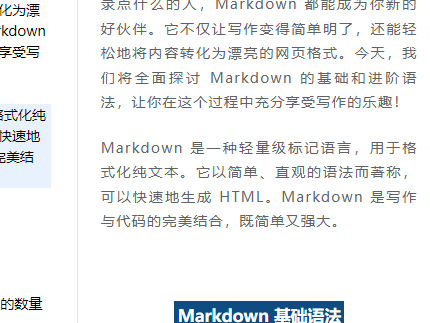 化为漂
rkdown
享受写
格式化纯
快速地
完美结
的数量
录点什么的人，Markdown 都能成为你新的
好伙伴。它不仅让写作变得简单明了，还能轻
松地将内容转化为漂亮的网页格式。今天，我
们将全面探讨 Markdown 的基础和进阶语
法，让你在这个过程中充分享受写作的乐趣！
Markdown 是一种轻量级标记语言，用于格
式化纯文本。它以简单、直观的语法而著称，
可以快速地生成 HTML。Markdown 是写作
与代码的完美结合，既简单又强大。
Markdown 基础语法